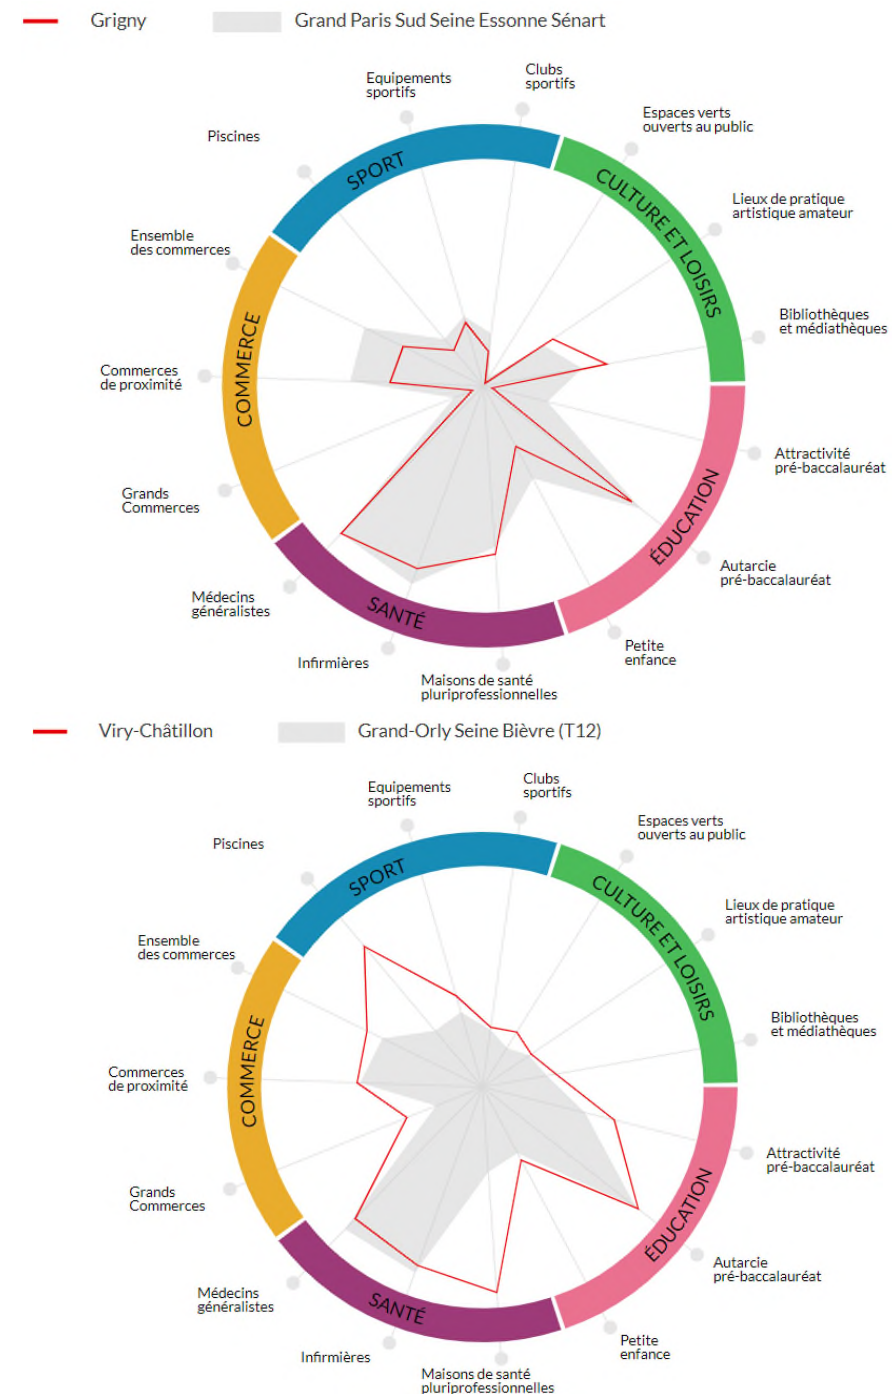 Grigny
Grand Paris Sud Seine Essonne Sénart
Clubs
sportifs
Equipements
sportifs
Espaces verts
ouverts au public
Piscines
SPORT
CULTURE ET LOISIRS
Lieux de pratique
artistique amateur
Ensemble
des commerces
Bibliothèques
et médiathèques
COMMERCE
Commerces
de proximité
Attractivité
pré-baccalauréat
Grands
Commerces
ÉDUCATION
Autarcie
pré-baccalauréat
Médecins
généralistes
SANTÉ
Petite
enfance
Infirmières
Maisons de santé
pluriprofessionnelles
Viry-Châtillon
Grand-Orly Seine Bièvre (T12)
Clubs
sportifs
Equipements
sportifs
Espaces verts
ouverts au public
Piscines
SPORT
CULTURE ET LOISIRS
Lieux de pratique
artistique amateur
Ensemble
des commerces
Bibliothèques
et médiathèques
COMMERCE
Commerces
de proximité
Attractivité
pré-baccalauréat
Grands
Commerces
ÉDUCATION
Autarcie
pré-baccalauréat
Médecins
généralistes
SANTÉ
Petite
enfance
Infirmières
Maisons de santé
pluriprofessionnelles